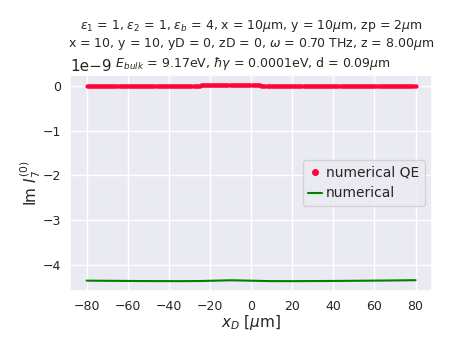 ε₁ = 1, ε₂ = 1, ε_b = 4, x = 10μm, y = 10μm, zp = 2μm
x = 10, y = 10, yD = 0, zD = 0, ω = 0.70 THz, z = 8.00μm
E_bulk = 9.17eV, ℏγ = 0.0001eV, d = 0.09μm
1e−9
0
−1
−2
−3
−4
Im I₇⁽⁰⁾
numerical QE
numerical
−80 −60 −40 −20 0 20 40 60 80
x_D [μm]